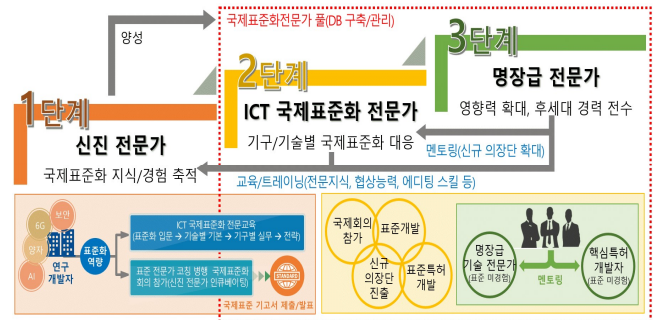 양성
국제표준화전문가 풀(DB 구축/관리)
1단계
신진 전문가
국제표준화 지식/경험 축적
2단계
ICT 국제표준화 전문가
기구/기술별 국제표준화 대응
3단계
명장급 전문가
영향력 확대, 후세대 경력 전수
멘토링(신규 의장단 확대)
교육/트레이닝(전문지식, 협상능력, 에디팅 스킬 등)
6G
보안
양자
AI
연구
개발자
표준화
역량
ICT 국제표준화 전문교육
(표준화 입문 → 기술별 기본 → 기구별 실무 → 전략)
표준 전문가 코칭 병행 국제표준화
회의 참가(신진 전문가 인큐베이팅)
STANDARD
국제표준 기고서 제출/발표
국제회의
참가
표준개발
신규
의장단
진출
표준특허
개발
명장급
기술 전문가
(표준 미경험)
멘토링
핵심특허
개발자
(표준 미경험)